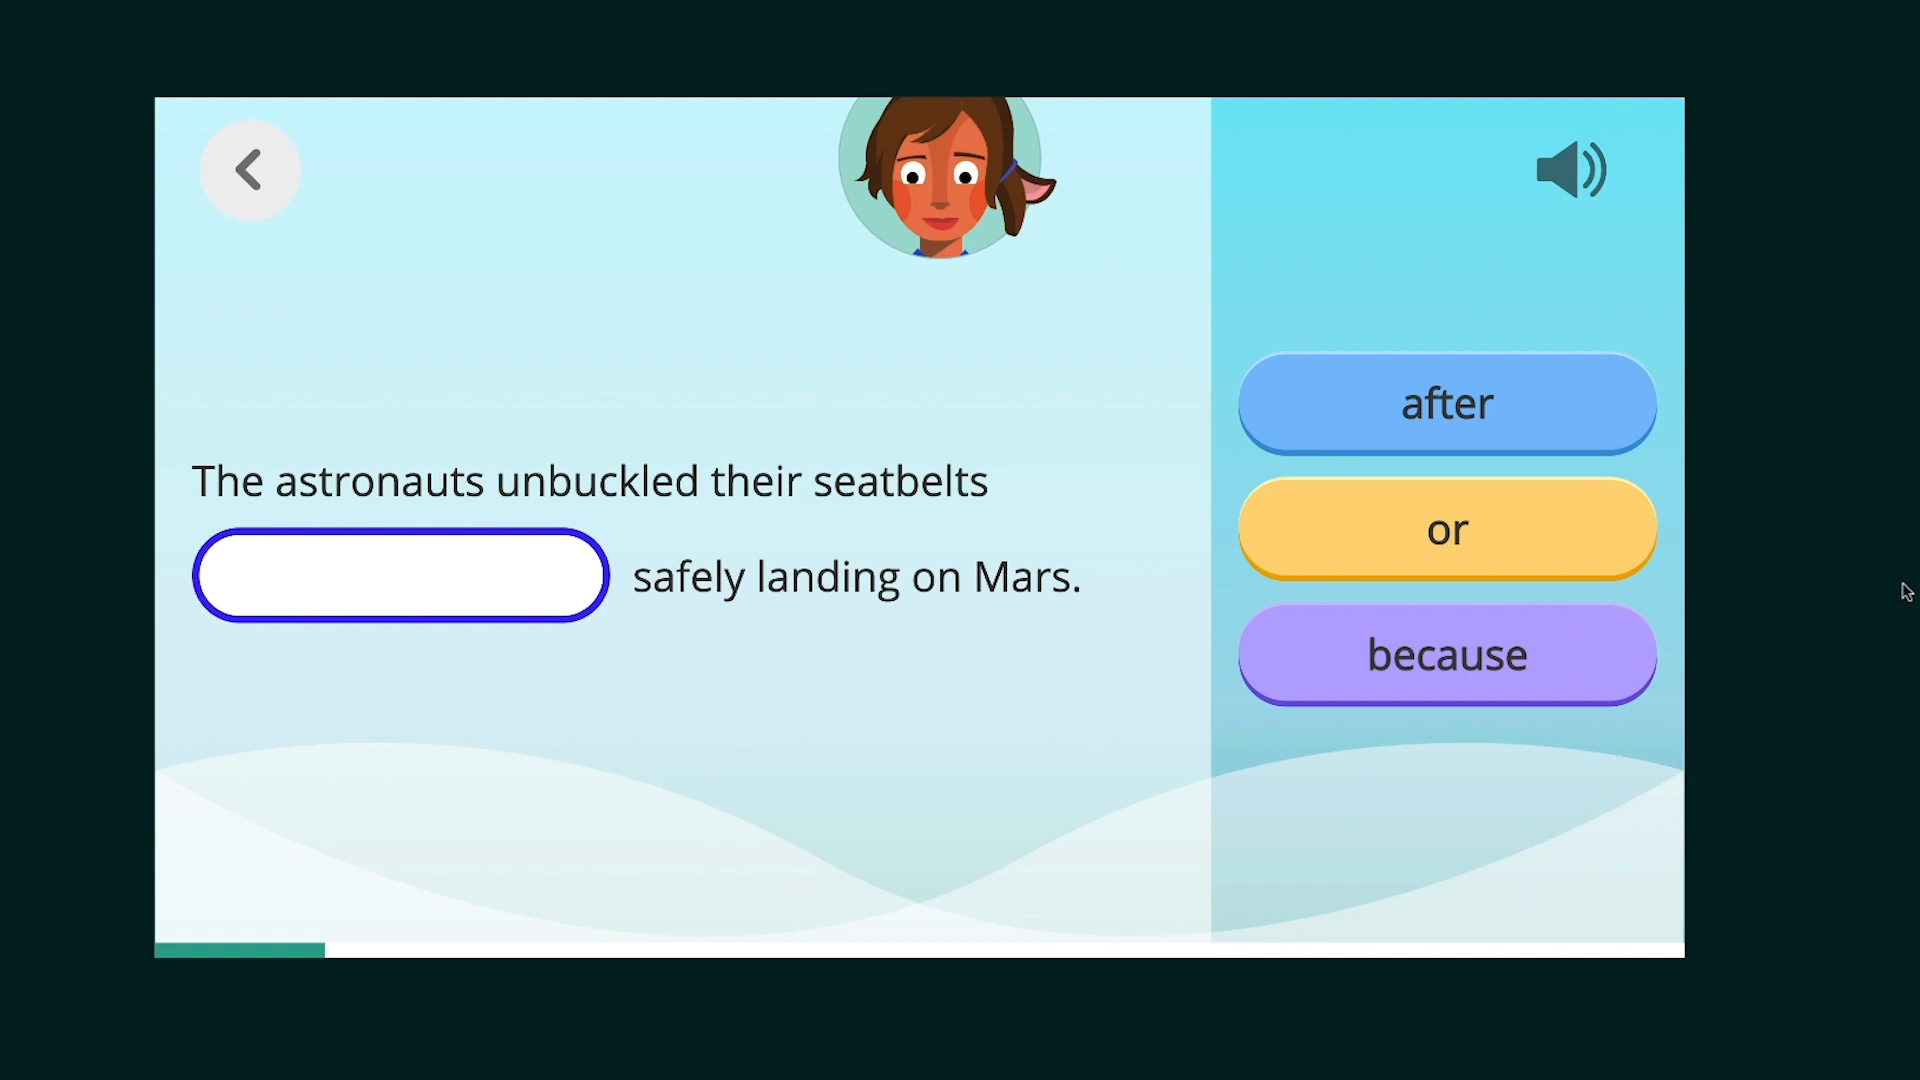 The astronauts unbuckled their seatbelts
safely landing on Mars.
after
or
because